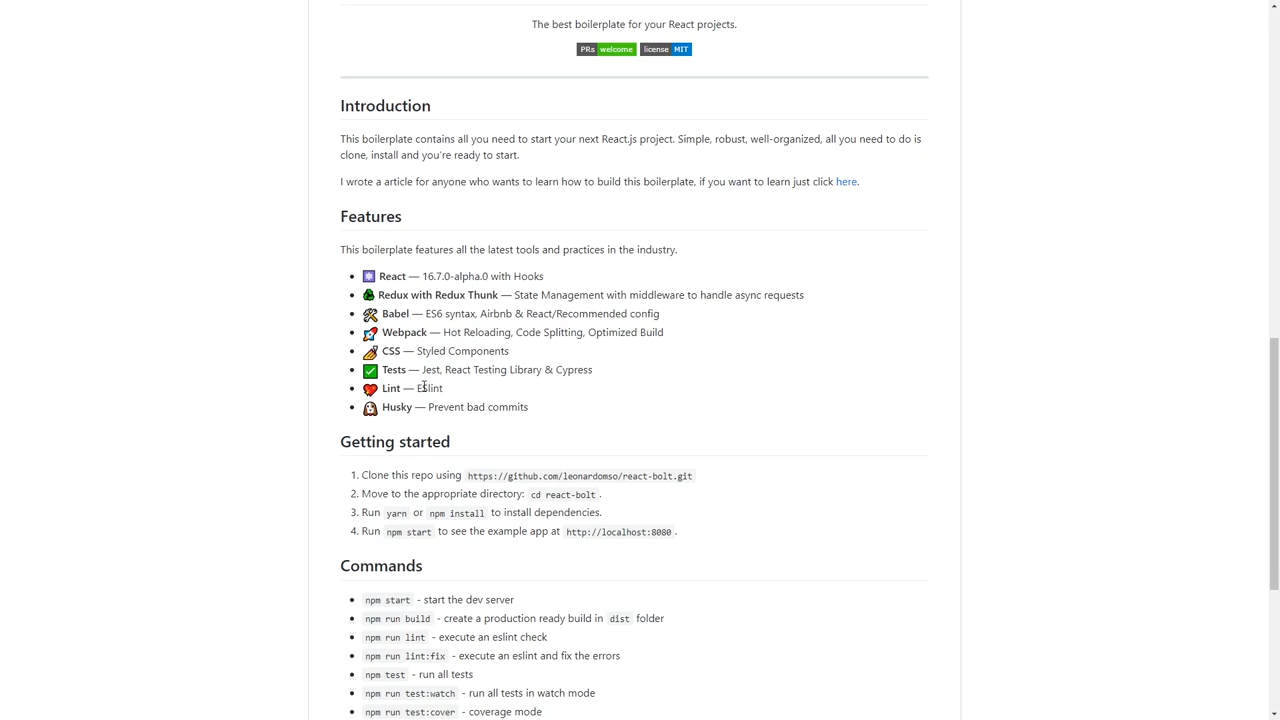 The best boilerplate for your React projects.
PRs welcome license MIT
Introduction
This boilerplate contains all you need to start your next React.js project. Simple, robust, well-organized, all you need to do is
clone, install and you're ready to start.
I wrote a article for anyone who wants to learn how to build this boilerplate, if you want to learn just click here.
Features
This boilerplate features all the latest tools and practices in the industry.
React — 16.7.0-alpha.0 with Hooks
Redux with Redux Thunk — State Management with middleware to handle async requests
Babel — ES6 syntax, Airbnb & React/Recommended config
Webpack — Hot Reloading, Code Splitting, Optimized Build
CSS — Styled Components
Tests — Jest, React Testing Library & Cypress
Lint — Eslint
Husky — Prevent bad commits
Getting started
1. Clone this repo using https://github.com/leonardomso/react-bolt.git
2. Move to the appropriate directory: cd react-bolt.
3. Run yarn or npm install to install dependencies.
4. Run npm start to see the example app at http://localhost:8080.
Commands
npm start - start the dev server
npm run build - create a production ready build in dist folder
npm run lint - execute an eslint check
npm run lint:fix - execute an eslint and fix the errors
npm test - run all tests
npm run test:watch - run all tests in watch mode
npm run test:cover - coverage mode